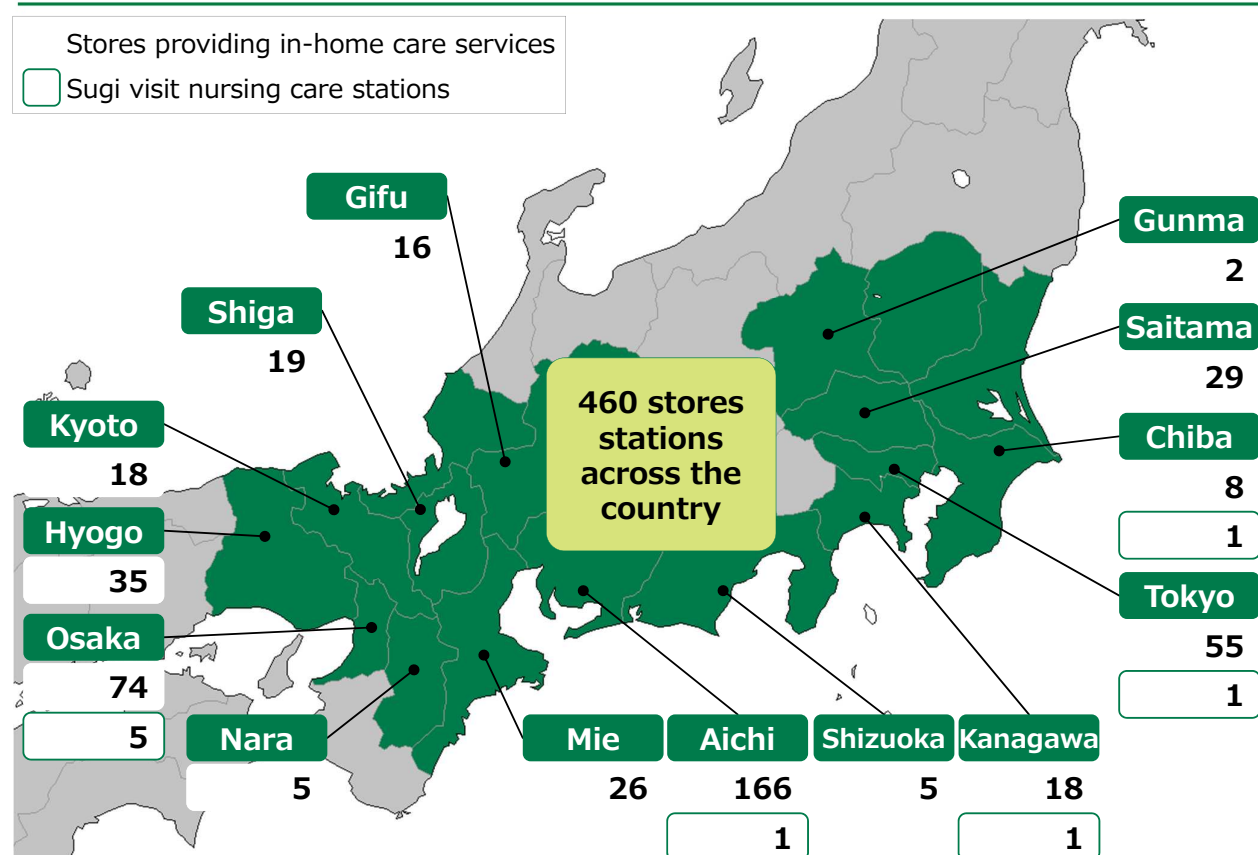 Stores providing in-home care services
Sugi visit nursing care stations
Gifu
16
Shiga
19
Kyoto
18
Hyogo
35
Osaka
74
5
Nara
5
Mie
26
Aichi
166
1
Shizuoka
5
Kanagawa
18
1
460 stores
stations
across the
country
Gunma
2
Saitama
29
Chiba
8
1
Tokyo
55
1